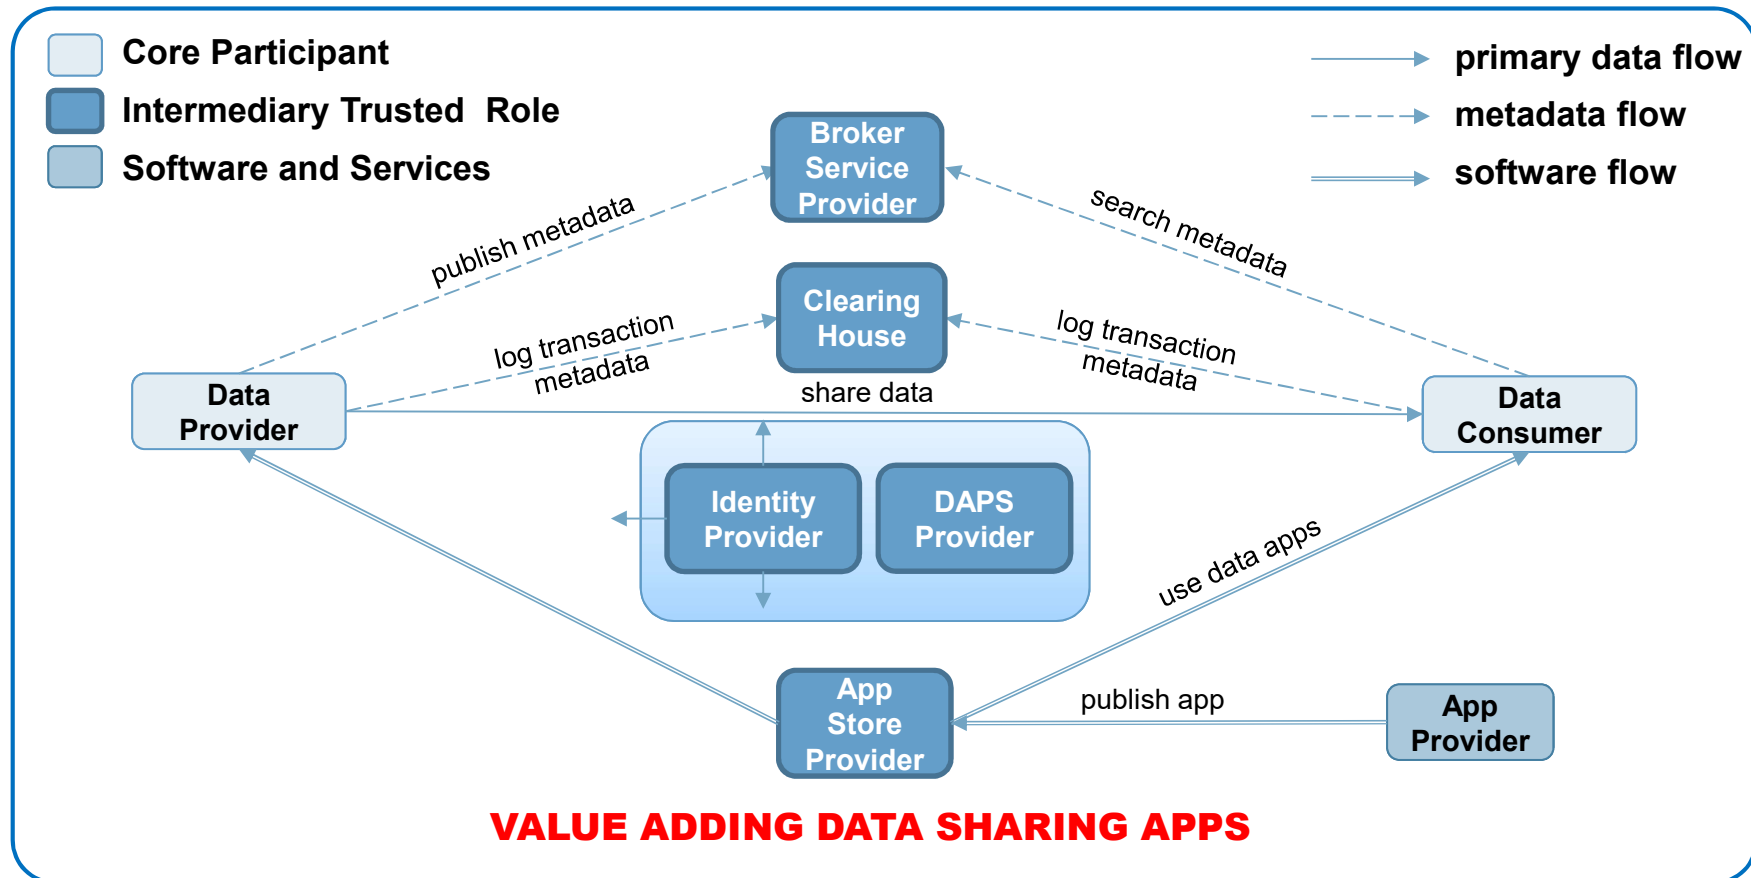 Core Participant
Intermediary Trusted Role
Software and Services
primary data flow
metadata flow
software flow
Broker
Service
Provider
publish metadata
search metadata
Clearing
House
log transaction
metadata
log transaction
metadata
share data
Data
Provider
Data
Consumer
Identity
Provider
DAPS
Provider
use data apps
App
Store
Provider
publish app
App
Provider
VALUE ADDING DATA SHARING APPS